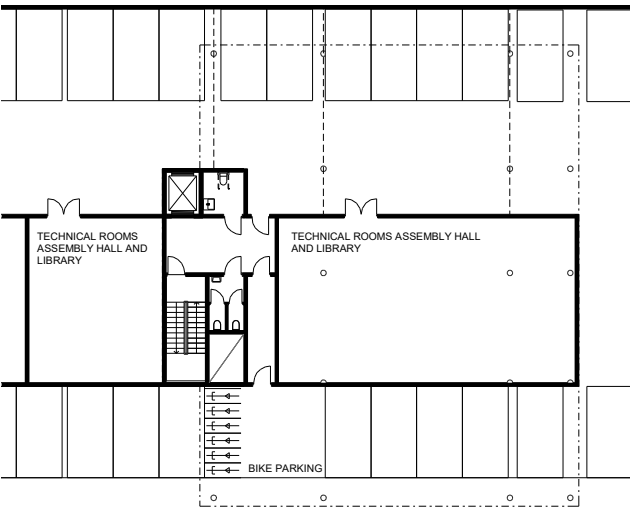 TECHNICAL ROOMS
ASSEMBLY HALL AND
LIBRARY
TECHNICAL ROOMS ASSEMBLY HALL
AND LIBRARY
BIKE PARKING